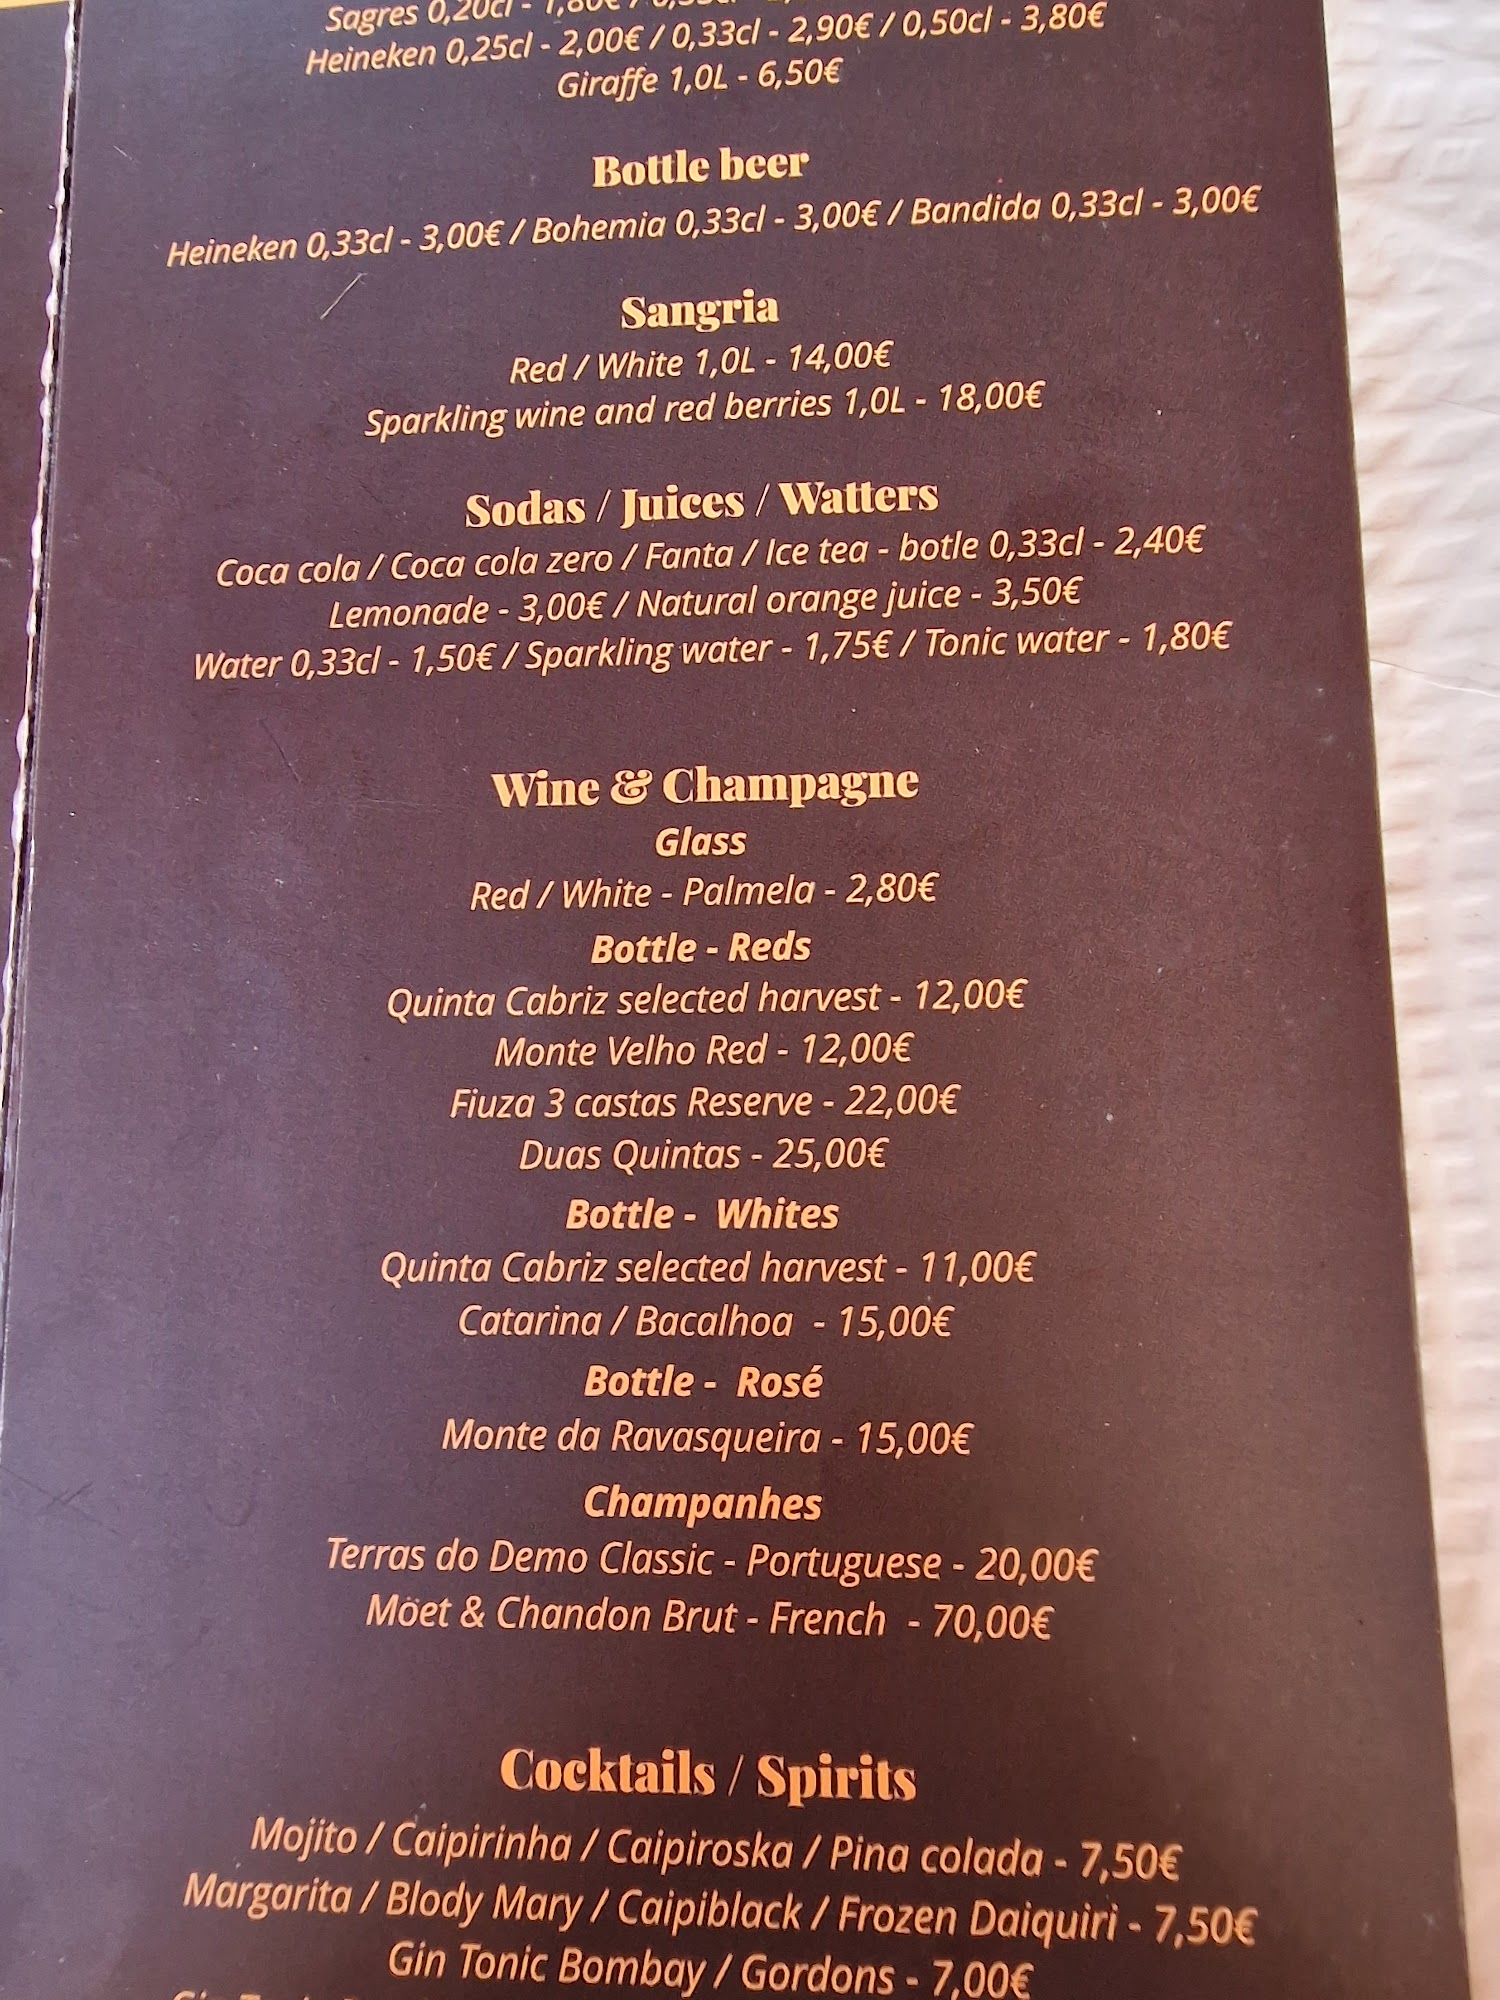 Sagres 0,20cl - 1,80€ / 0,33cl -
Heineken 0,25cl - 2,00€ / 0,33cl - 2,90€ / 0,50cl - 3,80€
Giraffe 1,0L - 6,50€
Bottle beer
Heineken 0,33cl - 3,00€ / Bohemia 0,33cl - 3,00€ / Bandida 0,33cl - 3,00€
Sangria
Red / White 1,0L - 14,00€
Sparkling wine and red berries 1,0L - 18,00€
Sodas / Juices / Watters
Coca cola / Coca cola zero / Fanta / Ice tea - botle 0,33cl - 2,40€
Lemonade - 3,00€ / Natural orange juice - 3,50€
Water 0,33cl - 1,50€ / Sparkling water - 1,75€ / Tonic water - 1,80€
Wine & Champagne
Glass
Red / White - Palmela - 2,80€
Bottle - Reds
Quinta Cabriz selected harvest - 12,00€
Monte Velho Red - 12,00€
Fiuza 3 castas Reserve - 22,00€
Duas Quintas - 25,00€
Bottle - Whites
Quinta Cabriz selected harvest - 11,00€
Catarina / Bacalhoa - 15,00€
Bottle - Rosé
Monte da Ravasqueira - 15,00€
Champanhes
Terras do Demo Classic - Portuguese - 20,00€
Möet & Chandon Brut - French - 70,00€
Cocktails / Spirits
Mojito / Caipirinha / Caipiroska / Pina colada - 7,50€
Margarita / Blody Mary / Caipiblack / Frozen Daiquiri - 7,50€
Gin Tonic Bombay / Gordons - 7,00€